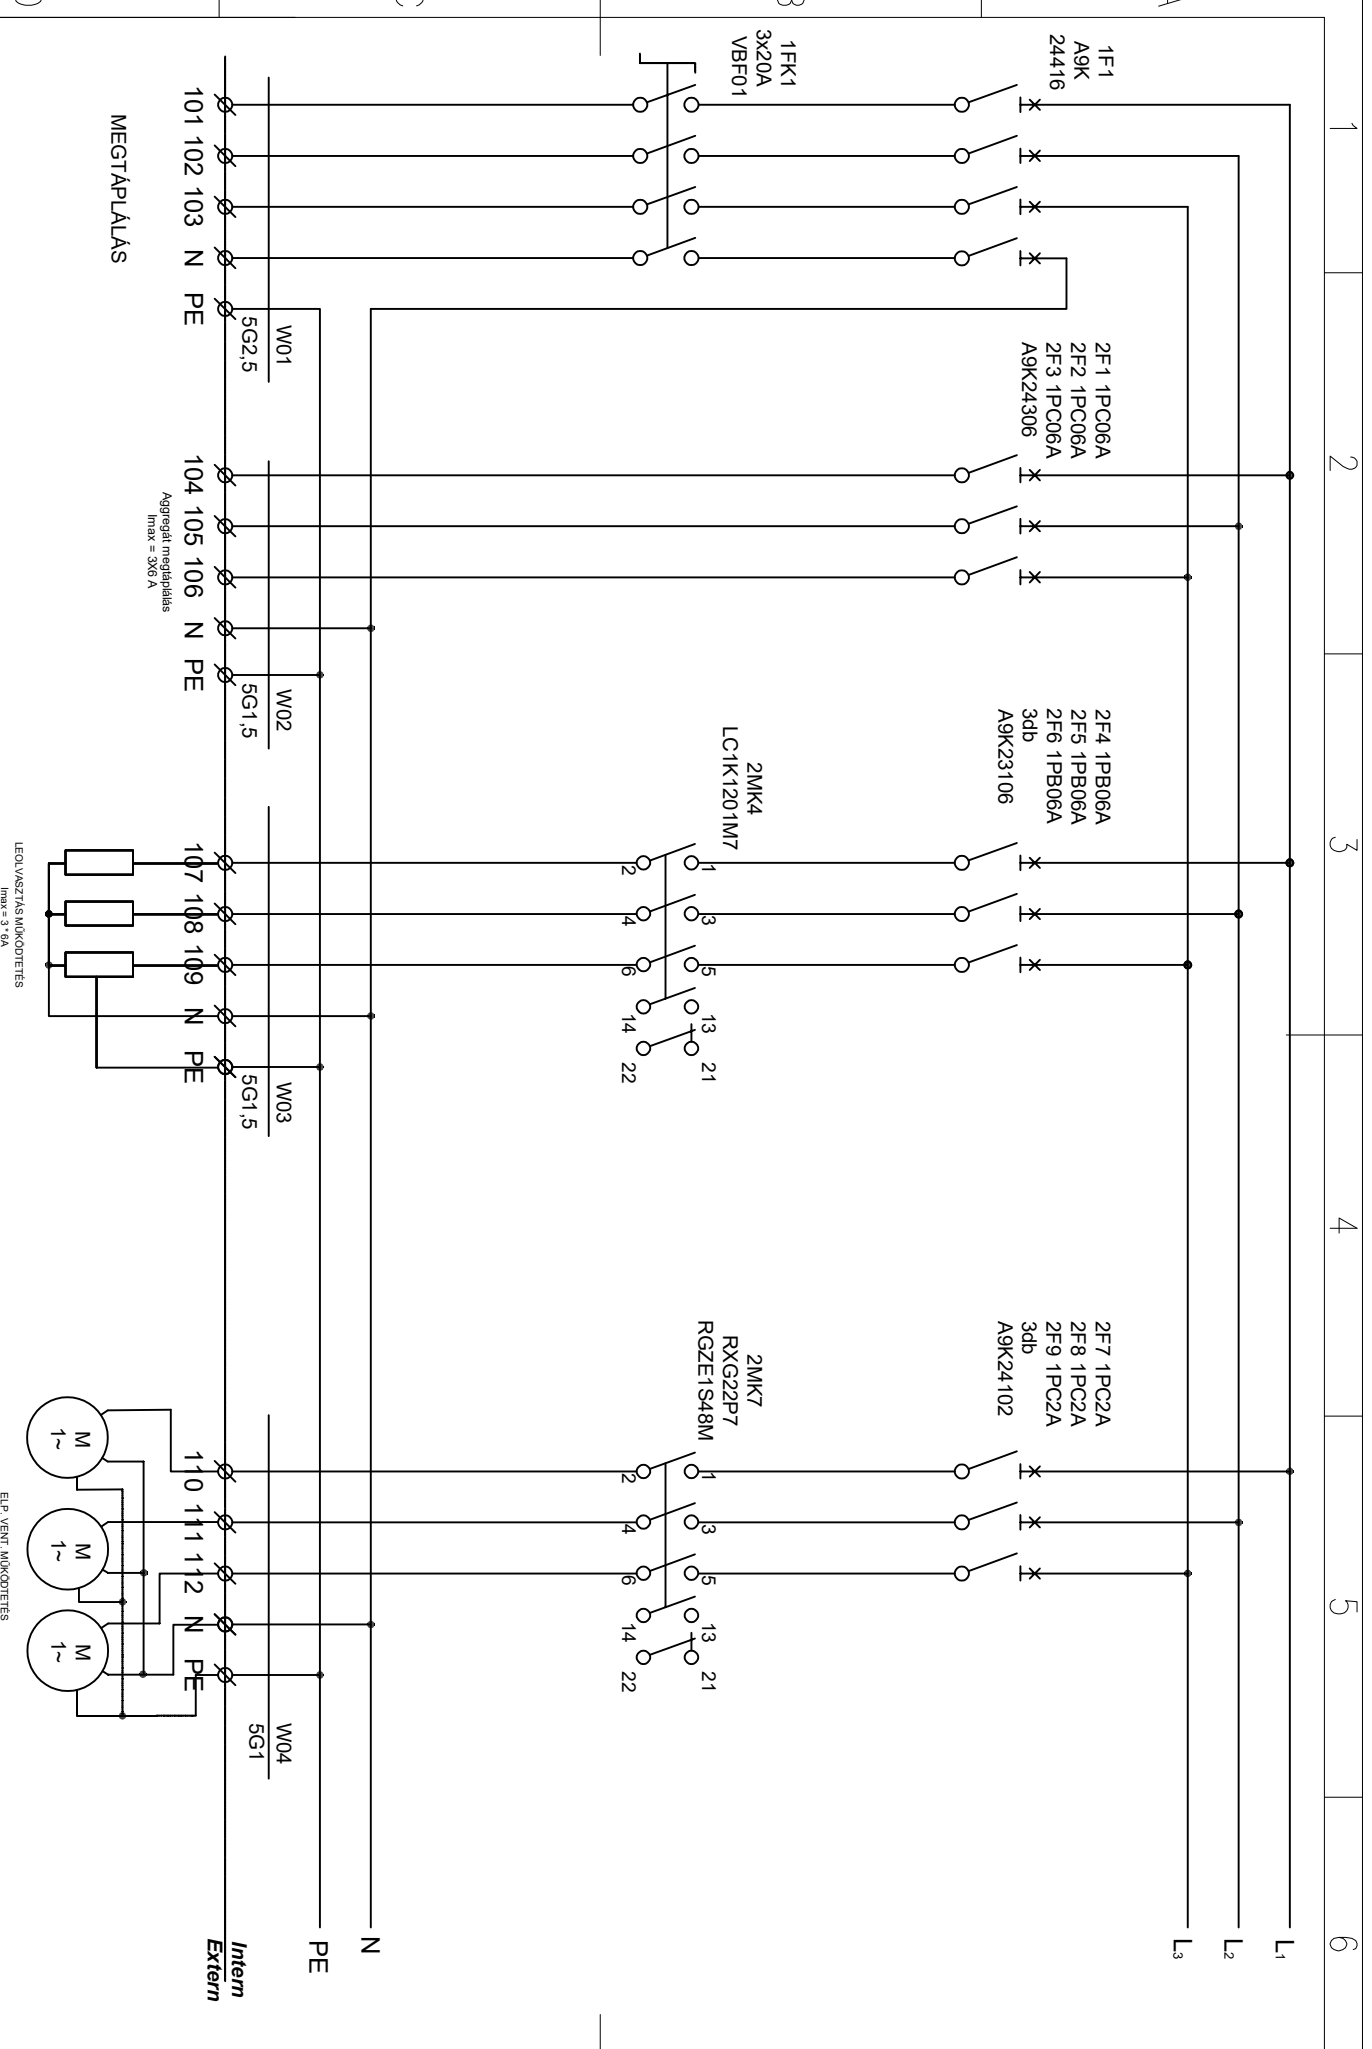 1
2
3
4
5
6
A
B
C
D
1F1
A9K
24416
2F1 1PC06A
2F2 1PC06A
2F3 1PC06A
A9K24306
2F4 1PB06A
2F5 1PB06A
2F6 1PB06A
3db
A9K23106
2F7 1PC2A
2F8 1PC2A
2F9 1PC2A
3db
A9K24102
L1
L2
L3
1FK1
3x20A
VBF01
2MK4
LC1K1201M7
1 3 5 13 21
2 4 6 14 22
2MK7
RXG22P7
RGZE1S48M
1 3 5 13 21
2 4 6 14 22
N
PE
W01
5G2,5
W02
5G1,5
W03
5G1,5
W04
5G1
Intern
Extern
101 102 103 N PE
104 105 106 N PE
107 108 109 N PE
110 111 112 N PE
MEGTÁPLÁLÁS
Aggregát megtáplálás
Imax = 3X6 A
LEOLVASZTÁS MŰKÖDTETÉS
Imax = 3 * 6A
M
1~
M
1~
M
1~
ELP. VENT. MŰKÖDTETÉS